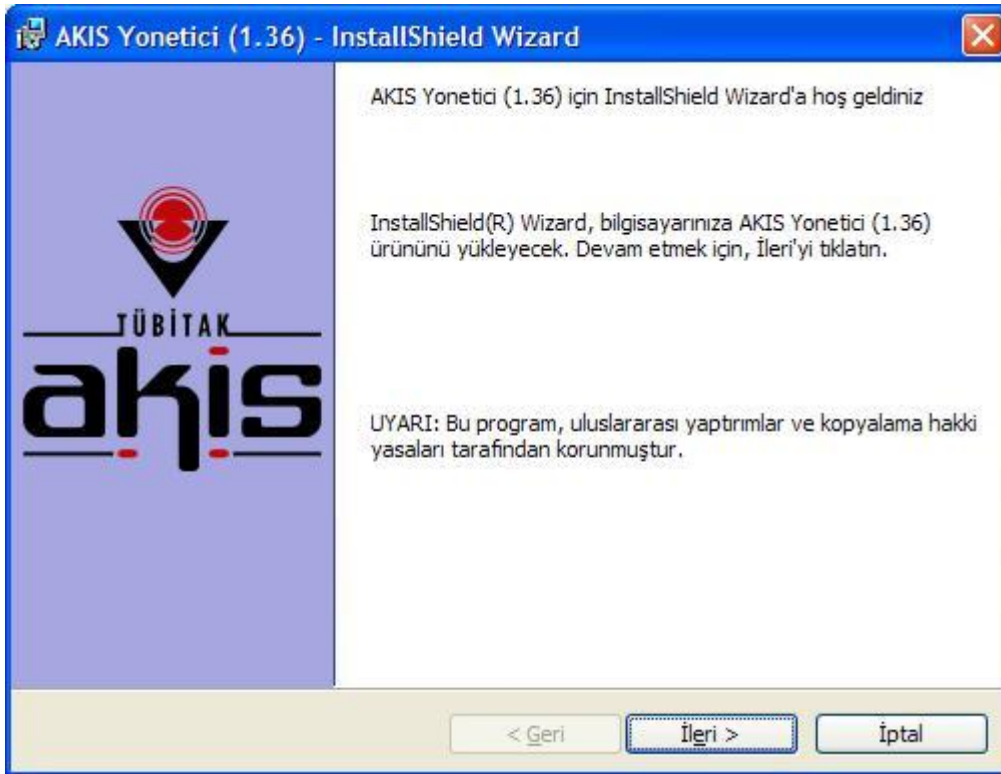 AKIS Yonetici (1.36) - InstallShield Wizard
AKIS Yonetici (1.36) için InstallShield Wizard'a hoş geldiniz
InstallShield(R) Wizard, bilgisayarınıza AKIS Yonetici (1.36)
ürününü yükleyecek. Devam etmek için, İleri'yi tıklatın.
TÜBİTAK
akis
UYARI: Bu program, uluslararası yaptırımlar ve kopyalama hakki
yasaları tarafından korunmuştur.
< Geri
İleri >
İptal